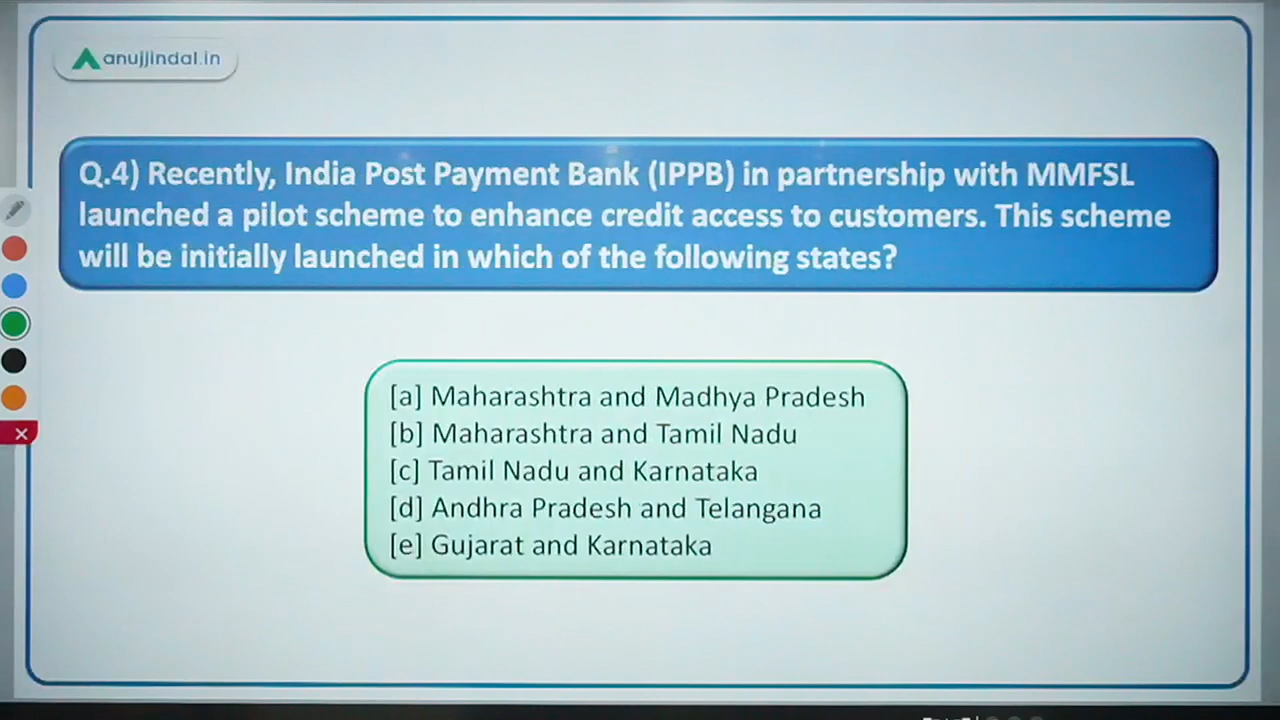 anujjindal.in
Q.4) Recently, India Post Payment Bank (IPPB) in partnership with MMFSL
launched a pilot scheme to enhance credit access to customers. This scheme
will be initially launched in which of the following states?
[a] Maharashtra and Madhya Pradesh
[b] Maharashtra and Tamil Nadu
[c] Tamil Nadu and Karnataka
[d] Andhra Pradesh and Telangana
[e] Gujarat and Karnataka